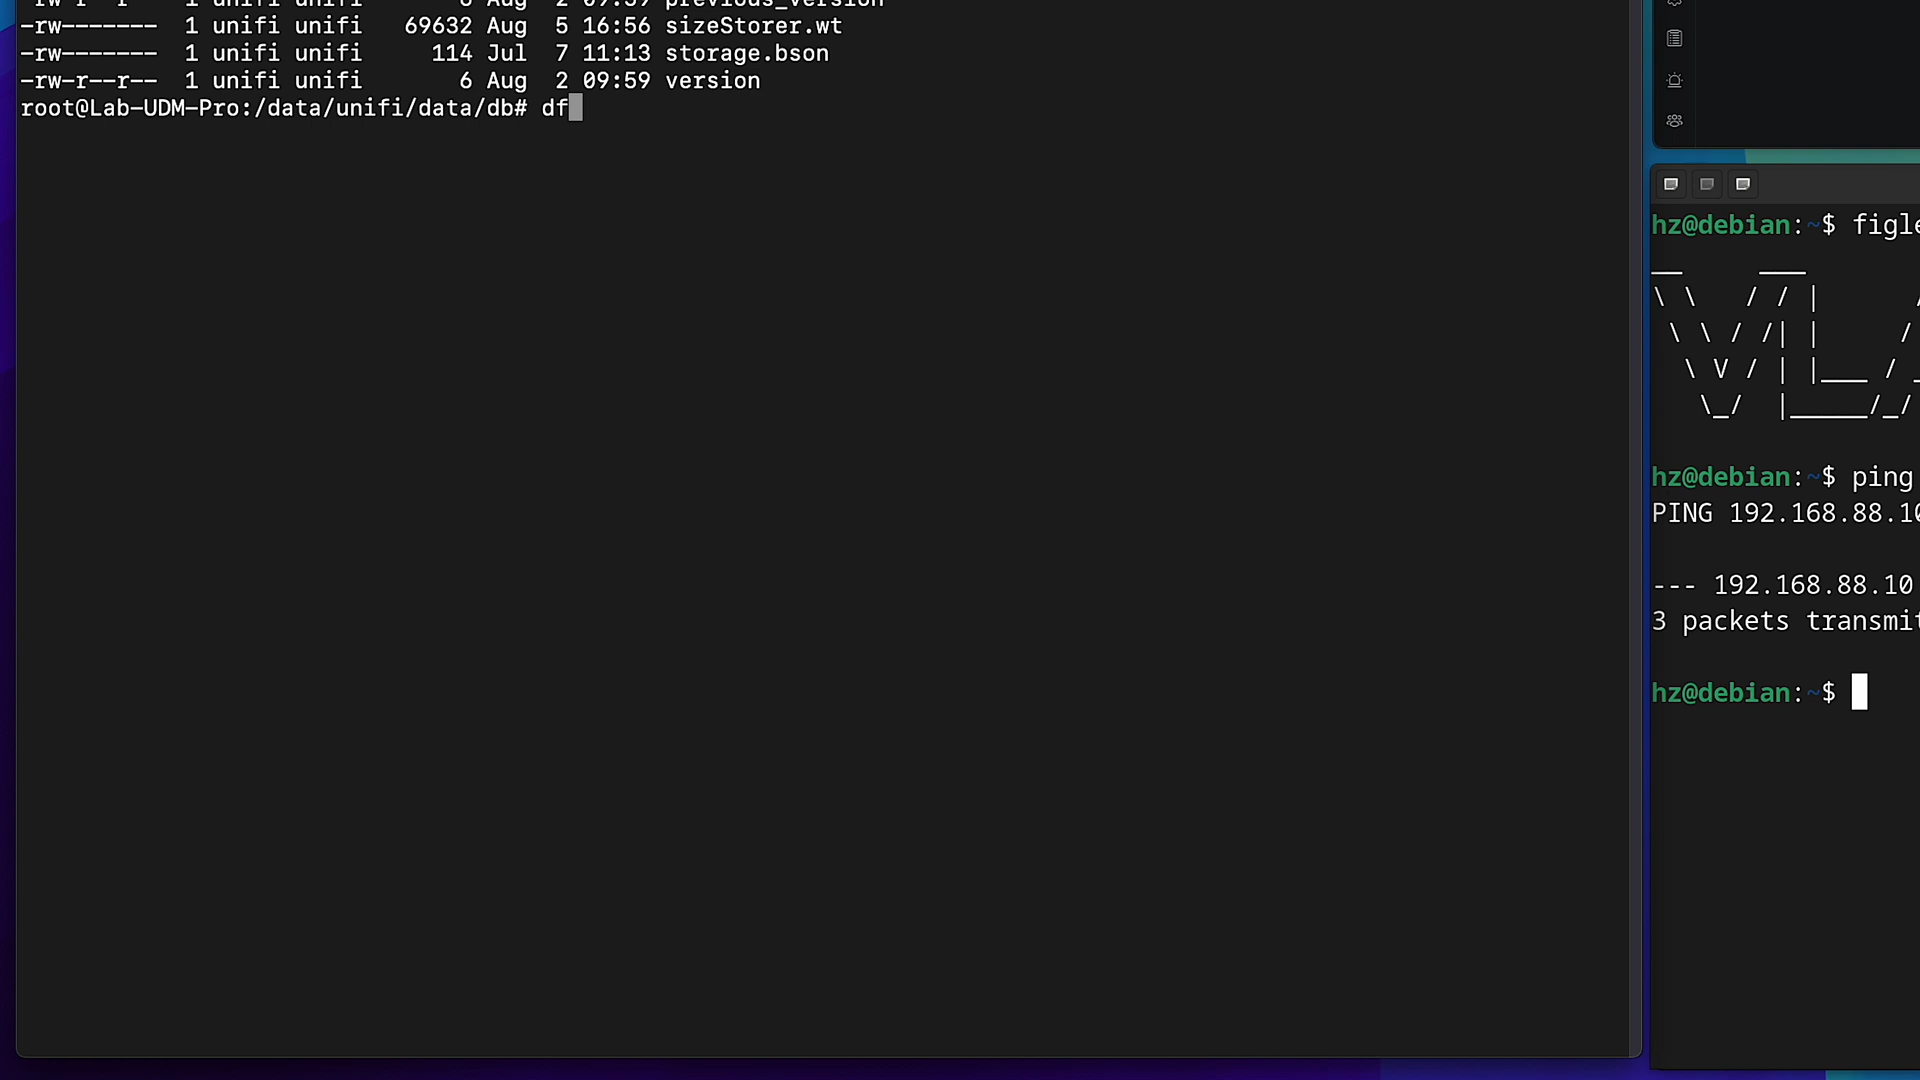 -rw-r--r-- 1 unifi unifi 6 Aug 2 09:59 previous_version
-rw------- 1 unifi unifi 69632 Aug 5 16:56 sizeStorer.wt
-rw------- 1 unifi unifi 114 Jul 7 11:13 storage.bson
-rw-r--r-- 1 unifi unifi 6 Aug 2 09:59 version
root@Lab-UDM-Pro:/data/unifi/data/db# df
hz@debian:~$ figle
__     ____
\ \   / / |      /
 \ \ / /| |     /
  \ V / | |___ / _
   \_/  |_____/_/
hz@debian:~$ ping
PING 192.168.88.10
--- 192.168.88.10
3 packets transmit
hz@debian:~$